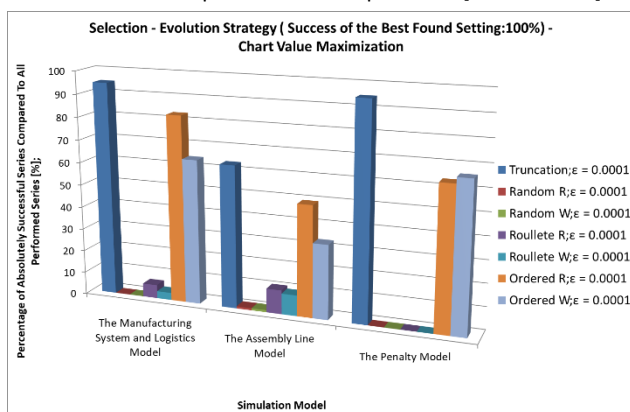 Selection - Evolution Strategy ( Success of the Best Found Setting:100%) -
Chart Value Maximization
Percentage of Absolutely Successful Series Compared To All
Performed Series [%];
100
90
80
70
60
50
40
30
20
10
0
The Manufacturing
System and Logistics
Model
The Assembly Line
Model
The Penalty Model
Simulation Model
Truncation;ε = 0.0001
Random R;ε = 0.0001
Random W;ε = 0.0001
Roullete R;ε = 0.0001
Roullete W;ε = 0.0001
Ordered R;ε = 0.0001
Ordered W;ε = 0.0001